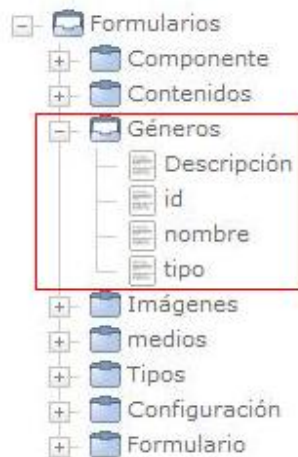 Formularios
Componente
Contenidos
Géneros
Descripción
id
nombre
tipo
Imágenes
medios
Tipos
Configuración
Formulario